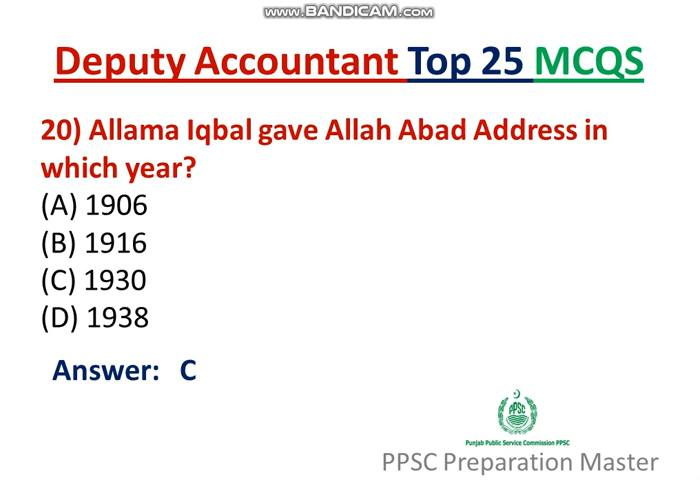 www.BANDICAM.com
Deputy Accountant Top 25 MCQS
20) Allama Iqbal gave Allah Abad Address in
which year?
(A) 1906
(B) 1916
(C) 1930
(D) 1938
Answer: C
PPSC
Punjab Public Service Commission PPSC
PPSC Preparation Master